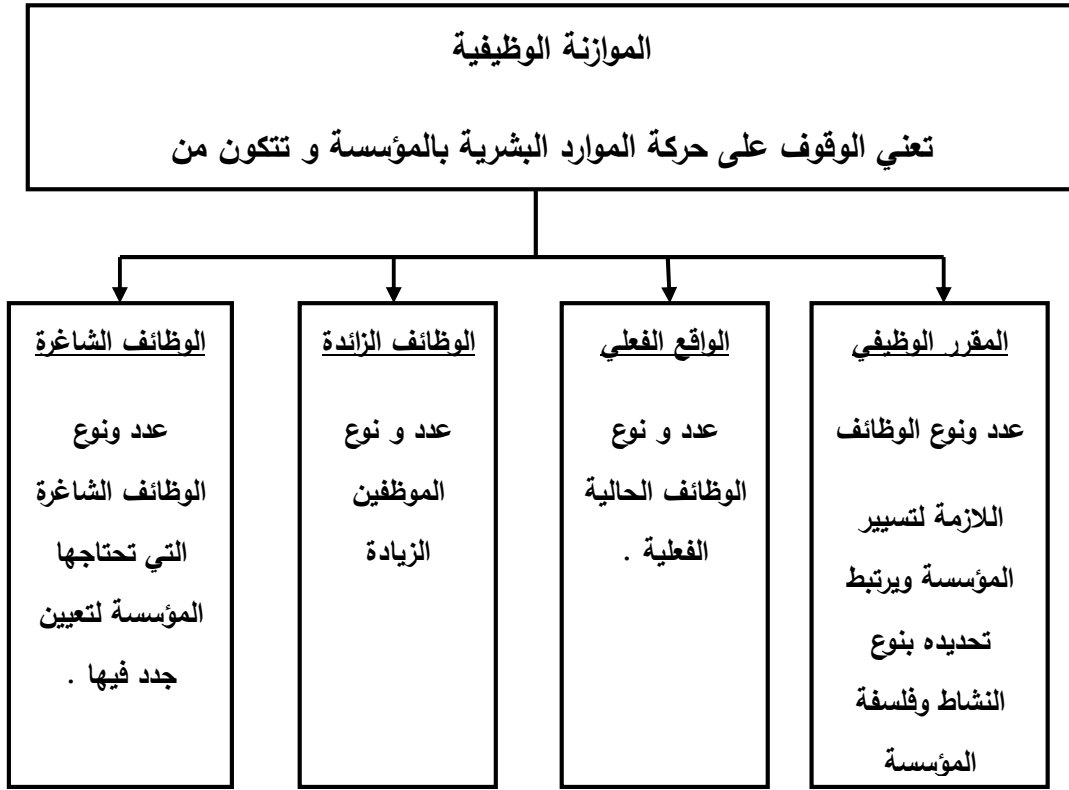 الموازنة الوظيفية
تعني الوقوف على حركة الموارد البشرية بالمؤسسة و تتكون من
المقرر الوظيفي
عدد ونوع الوظائف
اللازمة لتسيير
المؤسسة ويرتبط
تحديده بنوع
النشاط وفلسفة
المؤسسة
الواقع الفعلي
عدد و نوع
الوظائف الحالية
الفعلية .
الوظائف الزائدة
عدد و نوع
الموظفين
الزيادة
الوظائف الشاغرة
عدد ونوع
الوظائف الشاغرة
التي تحتاجها
المؤسسة لتعيين
جدد فيها .